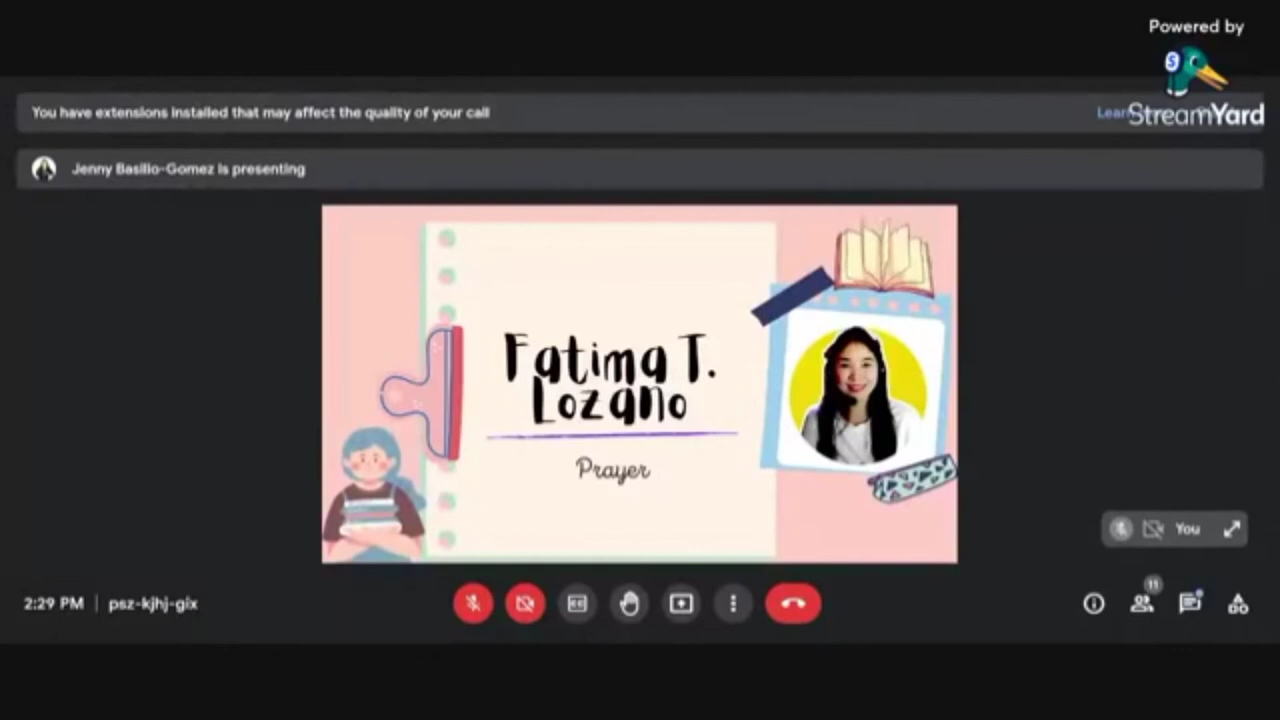 Powered by
StreamYard
You have extensions installed that may affect the quality of your call
Jenny Basilio-Gomez is presenting
Fatima T.
Lozano
Prayer
You
2:29 PM | psz-kjhj-gix
11